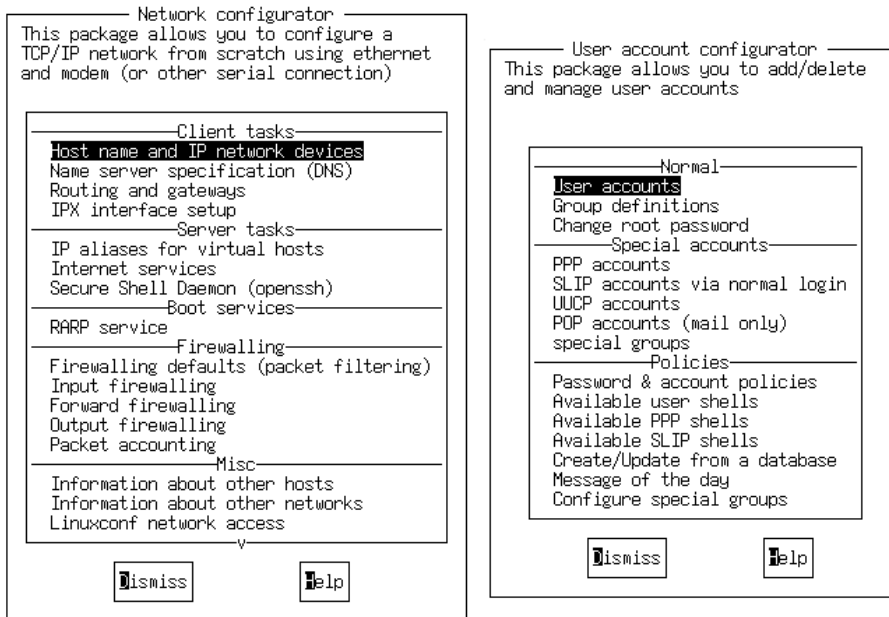 Network configurator
This package allows you to configure a
TCP/IP network from scratch using ethernet
and modem (or other serial connection)
Client tasks
Host name and IP network devices
Name server specification (DNS)
Routing and gateways
IPX interface setup
Server tasks
IP aliases for virtual hosts
Internet services
Secure Shell Daemon (openssh)
Boot services
RARP service
Firewalling
Firewalling defaults (packet filtering)
Input firewalling
Forward firewalling
Output firewalling
Packet accounting
Misc
Information about other hosts
Information about other networks
Linuxconf network access
v
Dismiss Help
User account configurator
This package allows you to add/delete
and manage user accounts
Normal
User accounts
Group definitions
Change root password
Special accounts
PPP accounts
SLIP accounts via normal login
UUCP accounts
POP accounts (mail only)
special groups
Policies
Password & account policies
Available user shells
Available PPP shells
Available SLIP shells
Create/Update from a database
Message of the day
Configure special groups
Dismiss Help